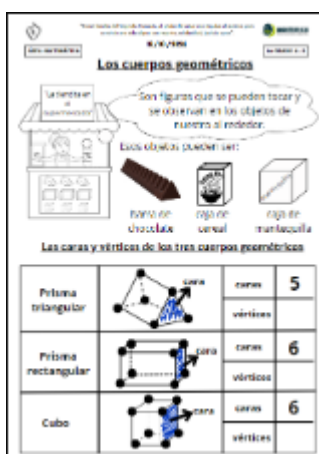 Los cuerpos geométricos
"La tiendita en
el
supermercado"
Son figuras que se pueden tocar y
se observan en los objetos de
nuestro al rededor.
Esos objetos pueden ser:
barra de
chocolate
caja de
cereal
caja de
mantequilla
Las caras y vértices de los tres cuerpos geométricos
Prisma
triangular
cara
caras
5
vértices
Prisma
rectangular
cara
caras
6
vértices
Cubo
cara
caras
6
vértices